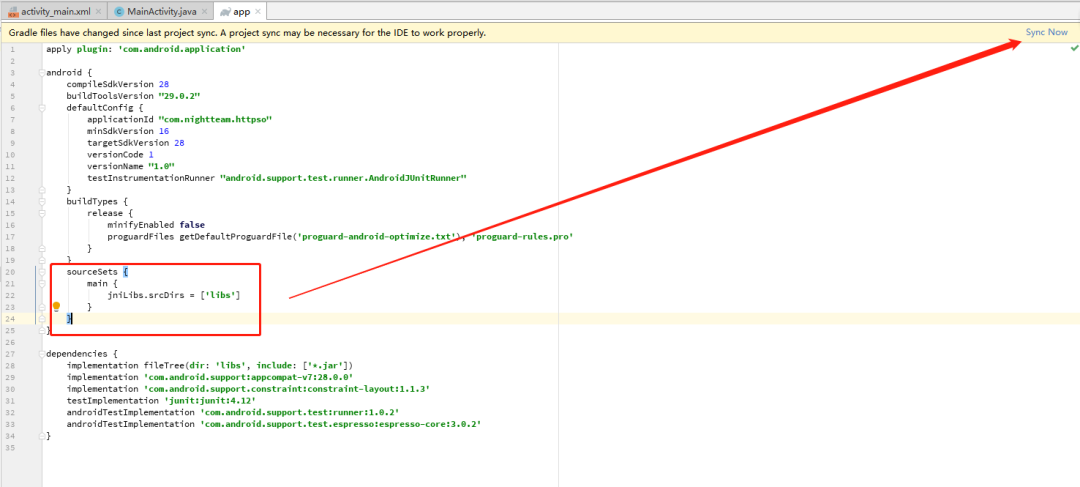 activity_main.xml MainActivity.java app
Gradle files have changed since last project sync. A project sync may be necessary for the IDE to work properly. Sync Now
1 apply plugin: 'com.android.application'
2
3 android {
4 compileSdkVersion 28
5 buildToolsVersion "29.0.2"
6 defaultConfig {
7 applicationId "com.nightteam.httpso"
8 minSdkVersion 16
9 targetSdkVersion 28
10 versionCode 1
11 versionName "1.0"
12 testInstrumentationRunner "android.support.test.runner.AndroidJUnitRunner"
13 }
14 buildTypes {
15 release {
16 minifyEnabled false
17 proguardFiles getDefaultProguardFile('proguard-android-optimize.txt'), 'proguard-rules.pro'
18 }
19 }
20 sourceSets {
21 main {
22 jniLibs.srcDirs = ['libs']
23 }
24 }
25 }
26
27 dependencies {
28 implementation fileTree(dir: 'libs', include: ['*.jar'])
29 implementation 'com.android.support:appcompat-v7:28.0.0'
30 implementation 'com.android.support.constraint:constraint-layout:1.1.3'
31 testImplementation 'junit:junit:4.12'
32 androidTestImplementation 'com.android.support.test:runner:1.0.2'
33 androidTestImplementation 'com.android.support.test.espresso:espresso-core:3.0.2'
34 }
35